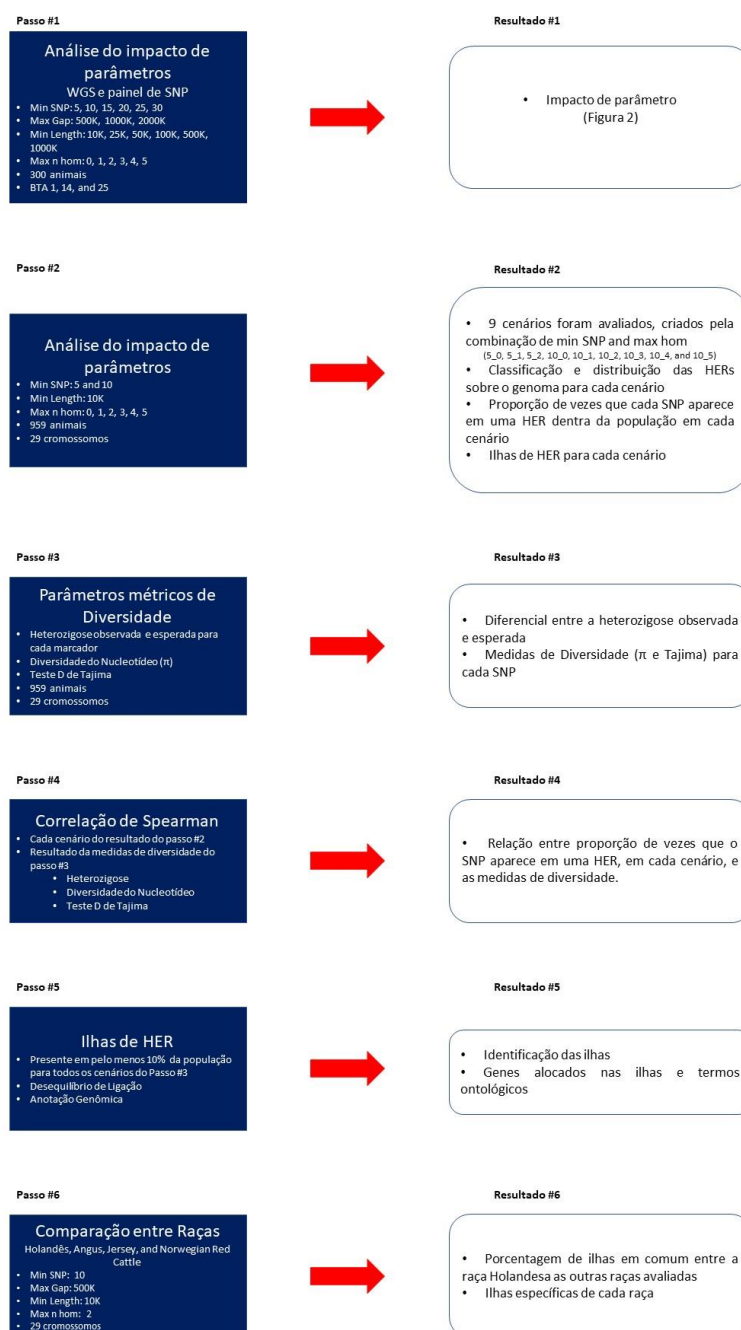 Passo #1
Resultado #1
Análise do impacto de
parâmetros
WGS e painel de SNP
• Min SNP: 5, 10, 15, 20, 25, 30
• Max Gap: 500K, 1000K, 2000K
• Min Length: 10K, 25K, 50K, 100K, 500K,
1000K
• Max n hom: 0, 1, 2, 3, 4, 5
• 300 animais
• BTA 1, 14, and 25
• Impacto de parâmetro
(Figura 2)
Passo #2
Resultado #2
Análise do impacto de
parâmetros
• Min SNP: 5 and 10
• Min Length: 10K
• Max n hom: 0, 1, 2, 3, 4, 5
• 959 animais
• 29 cromossomos
• 9 cenários foram avaliados, criados pela
combinação de min SNP and max hom
(5_0, 5_1, 5_2, 10_0, 10_1, 10_2, 10_3, 10_4, and 10_5)
• Classificação e distribuição das HERs
sobre o genoma para cada cenário
• Proporção de vezes que cada SNP aparece
em uma HER dentra da população em cada
cenário
• Ilhas de HER para cada cenário
Passo #3
Resultado #3
Parâmetros métricos de
Diversidade
• Heterozigose observada e esperada para
cada marcador
• Diversidade do Nucleotídeo (π)
• Teste D de Tajima
• 959 animais
• 29 cromossomos
• Diferencial entre a heterozigose observada
e esperada
• Medidas de Diversidade (π e Tajima) para
cada SNP
Passo #4
Resultado #4
Correlação de Spearman
• Cada cenário do resultado do passo #2
• Resultado da medidas de diversidade do
passo #3
• Heterozigose
• Diversidade do Nucleotídeo
• Teste D de Tajima
• Relação entre proporção de vezes que o
SNP aparece em uma HER, em cada cenário, e
as medidas de diversidade.
Passo #5
Resultado #5
Ilhas de HER
• Presente em pelo menos 10% da população
para todos os cenários do Passo #3
• Desequilíbrio de Ligação
• Anotação Genômica
• Identificação das ilhas
• Genes alocados nas ilhas e termos
ontológicos
Passo #6
Resultado #6
Comparação entre Raças
Holandês, Angus, Jersey, and Norwegian Red
Cattle
• Min SNP: 10
• Max Gap: 500K
• Min Length: 10K
• Max n hom: 2
• 29 cromossomos
• Porcentagem de ilhas em comum entre a
raça Holandesa as outras raças avaliadas
• Ilhas específicas de cada raça